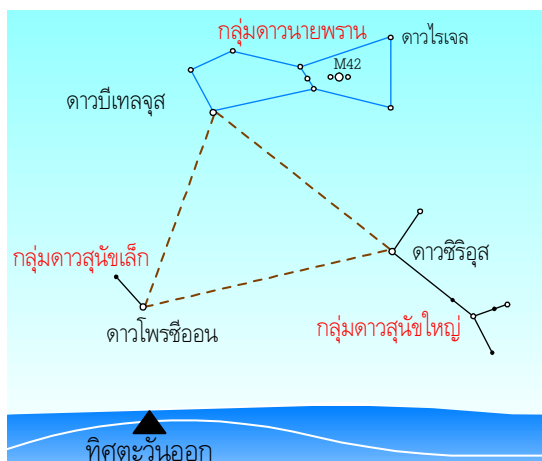 กลุ่มดาวนายพราน
ดาวไรเจล
M42
ดาวบีเทลจุส
ดาวซิริอุส
กลุ่มดาวสุนัขเล็ก
ดาวโพรซีออน
กลุ่มดาวสุนัขใหญ่
ทิศตะวันออก